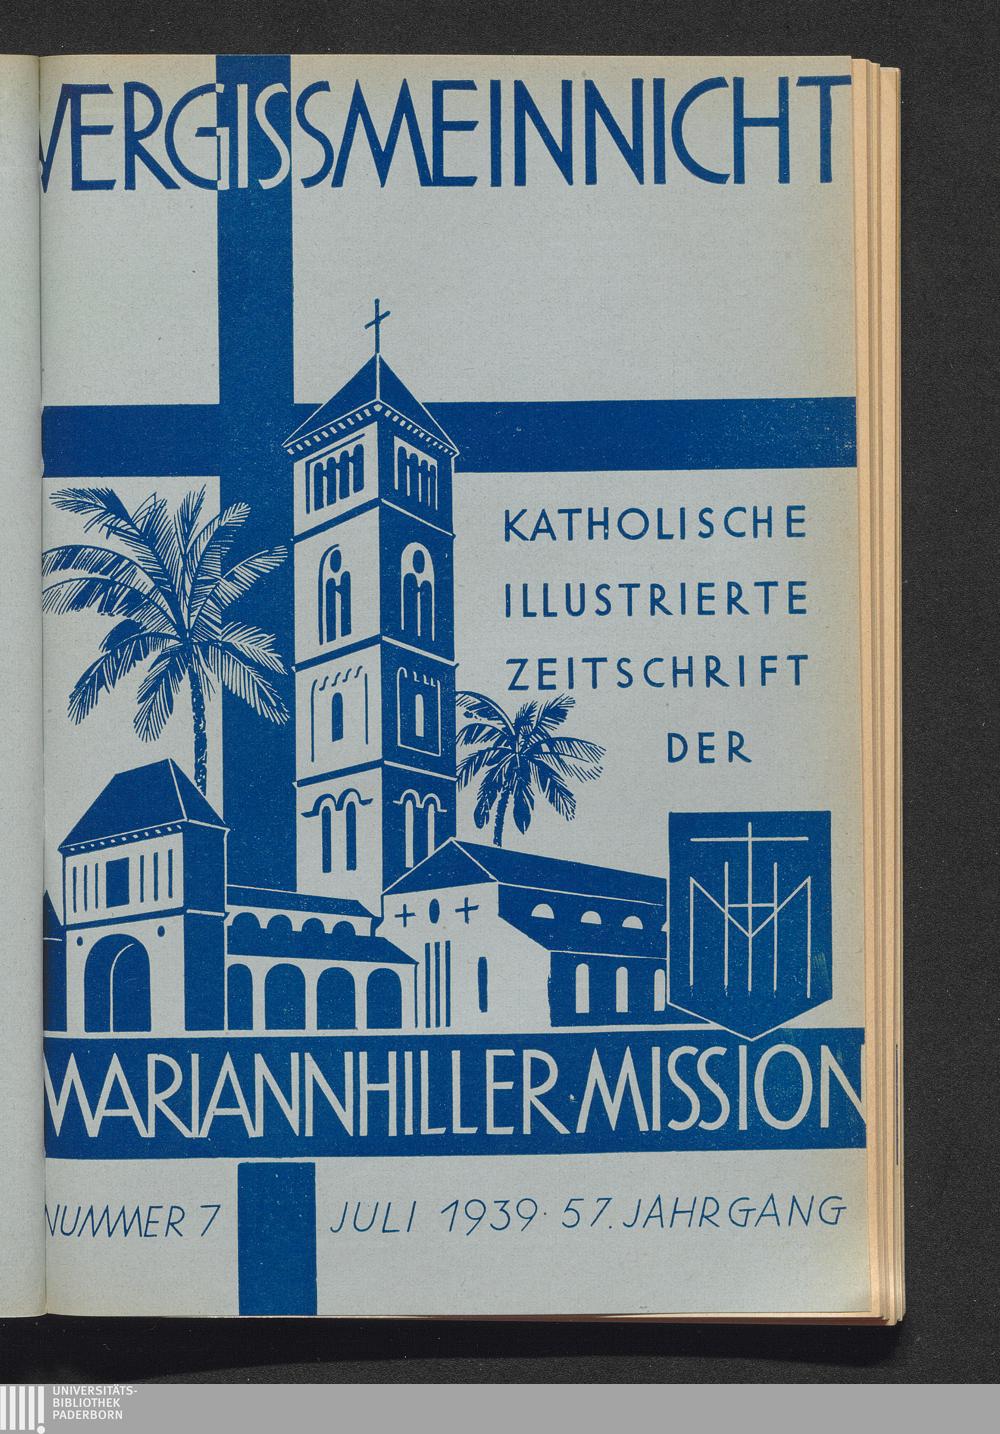 VERGISSMEINNICHT
KATHOLISCHE
ILLUSTRIERTE
ZEITSCHRIFT
DER
MARIANNHILLER MISSION
NUMMER 7 JULI 1939 · 57. JAHRGANG
UNIVERSITÄTS-
BIBLIOTHEK
PADERBORN